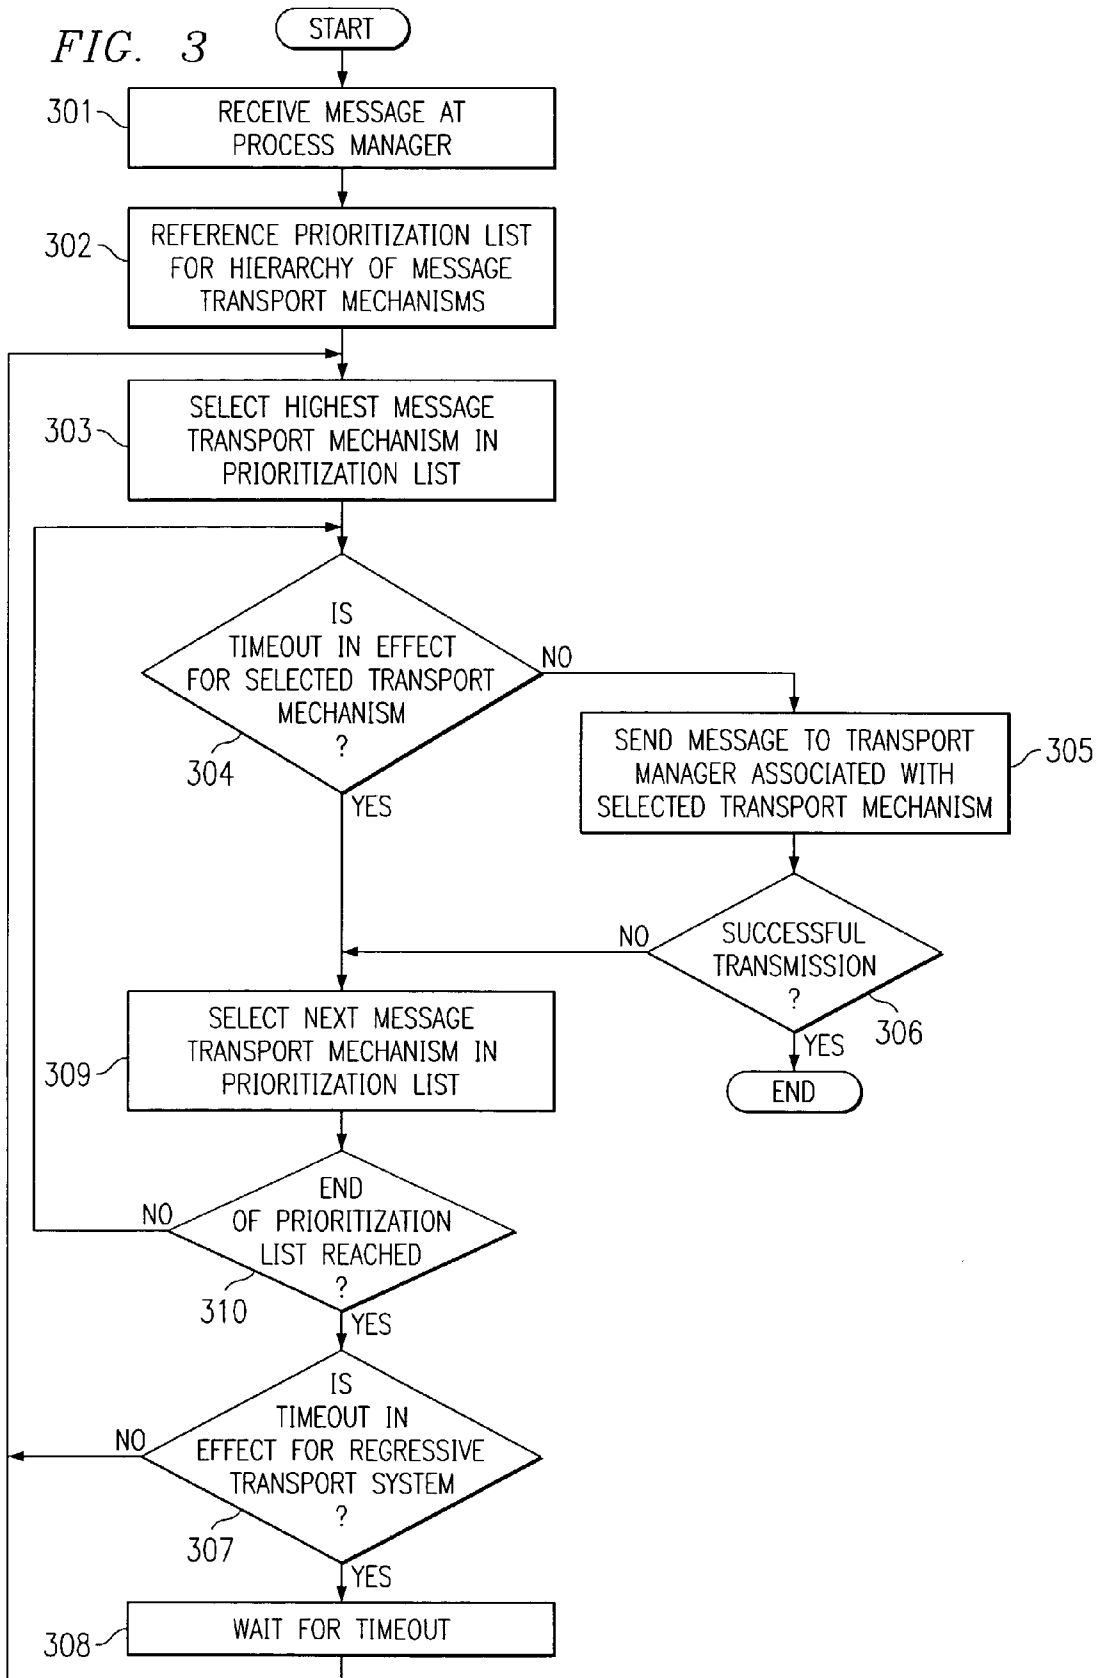 FIG. 3
START
301
RECEIVE MESSAGE AT
PROCESS MANAGER
302
REFERENCE PRIORITIZATION LIST
FOR HIERARCHY OF MESSAGE
TRANSPORT MECHANISMS
303
SELECT HIGHEST MESSAGE
TRANSPORT MECHANISM IN
PRIORITIZATION LIST
IS
TIMEOUT IN EFFECT
FOR SELECTED TRANSPORT
MECHANISM
?
304
NO
YES
SEND MESSAGE TO TRANSPORT
MANAGER ASSOCIATED WITH
SELECTED TRANSPORT MECHANISM
305
SUCCESSFUL
TRANSMISSION
?
306
NO
YES
END
309
SELECT NEXT MESSAGE
TRANSPORT MECHANISM IN
PRIORITIZATION LIST
END
OF PRIORITIZATION
LIST REACHED
?
310
NO
YES
IS
TIMEOUT IN
EFFECT FOR REGRESSIVE
TRANSPORT SYSTEM
?
307
NO
YES
308
WAIT FOR TIMEOUT